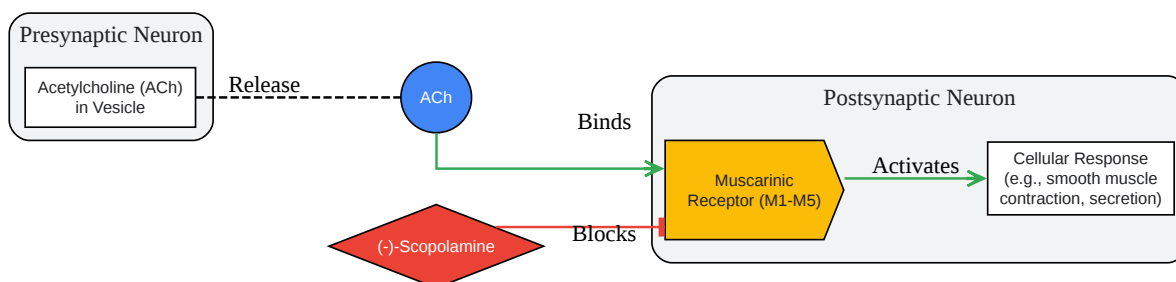 Presynaptic Neuron
Acetylcholine (ACh)
in Vesicle
Release
ACh
Binds
Postsynaptic Neuron
Muscarinic
Receptor (M1-M5)
Activates
Cellular Response
(e.g., smooth muscle
contraction, secretion)
(-)-Scopolamine
Blocks